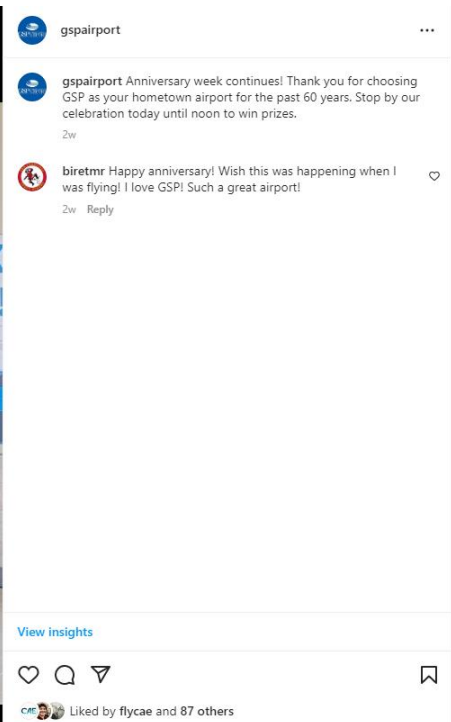 gspairport
gspairport Anniversary week continues! Thank you for choosing
GSP as your hometown airport for the past 60 years. Stop by our
celebration today until noon to win prizes.
2w
biretmr Happy anniversary! Wish this was happening when I
was flying! I love GSP! Such a great airport!
2w Reply
View insights
Liked by flycae and 87 others